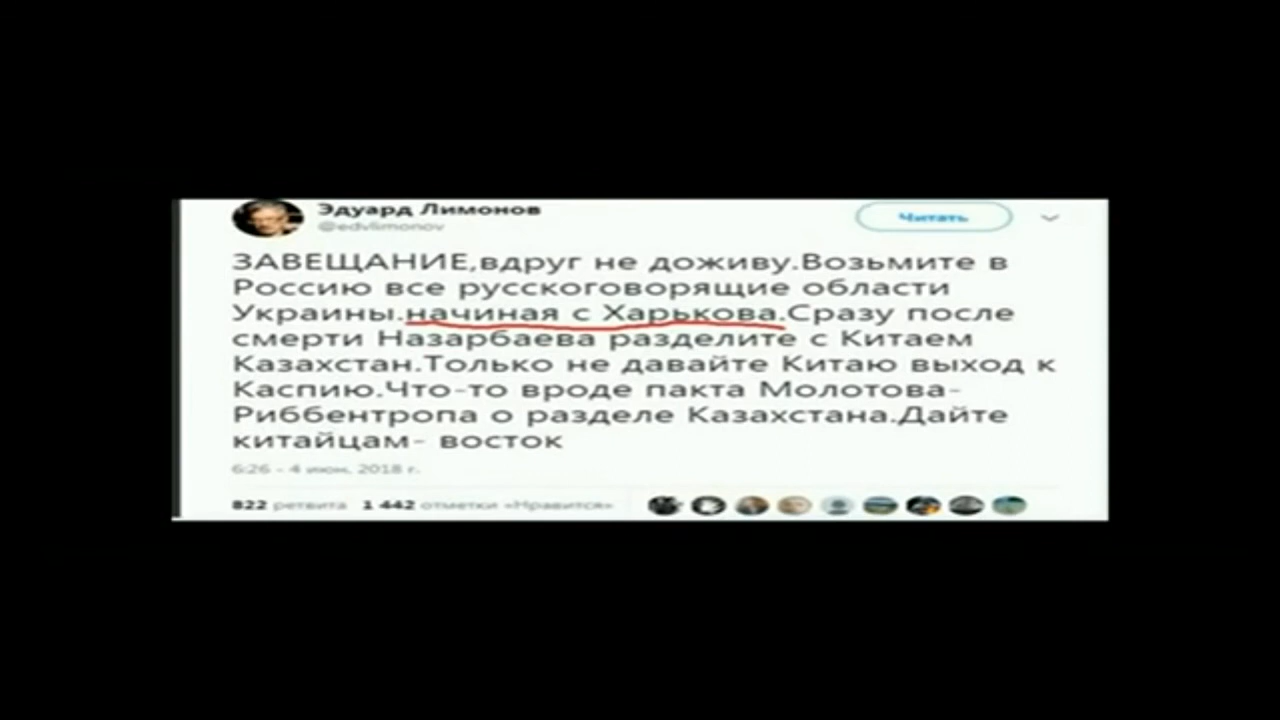 Эдуард Лимонов
@edvlimonov
Читать
ЗАВЕЩАНИЕ,вдруг не доживу.Возьмите в
Россию все русскоговорящие области
Украины.начиная с Харькова.Сразу после
смерти Назарбаева разделите с Китаем
Казахстан.Только не давайте Китаю выход к
Каспию.Что-то вроде пакта Молотова-
Риббентропа о разделе Казахстана.Дайте
китайцам- восток
6:26 - 4 июн. 2018 г.
822 ретвита 1 442 отметки «Нравится»